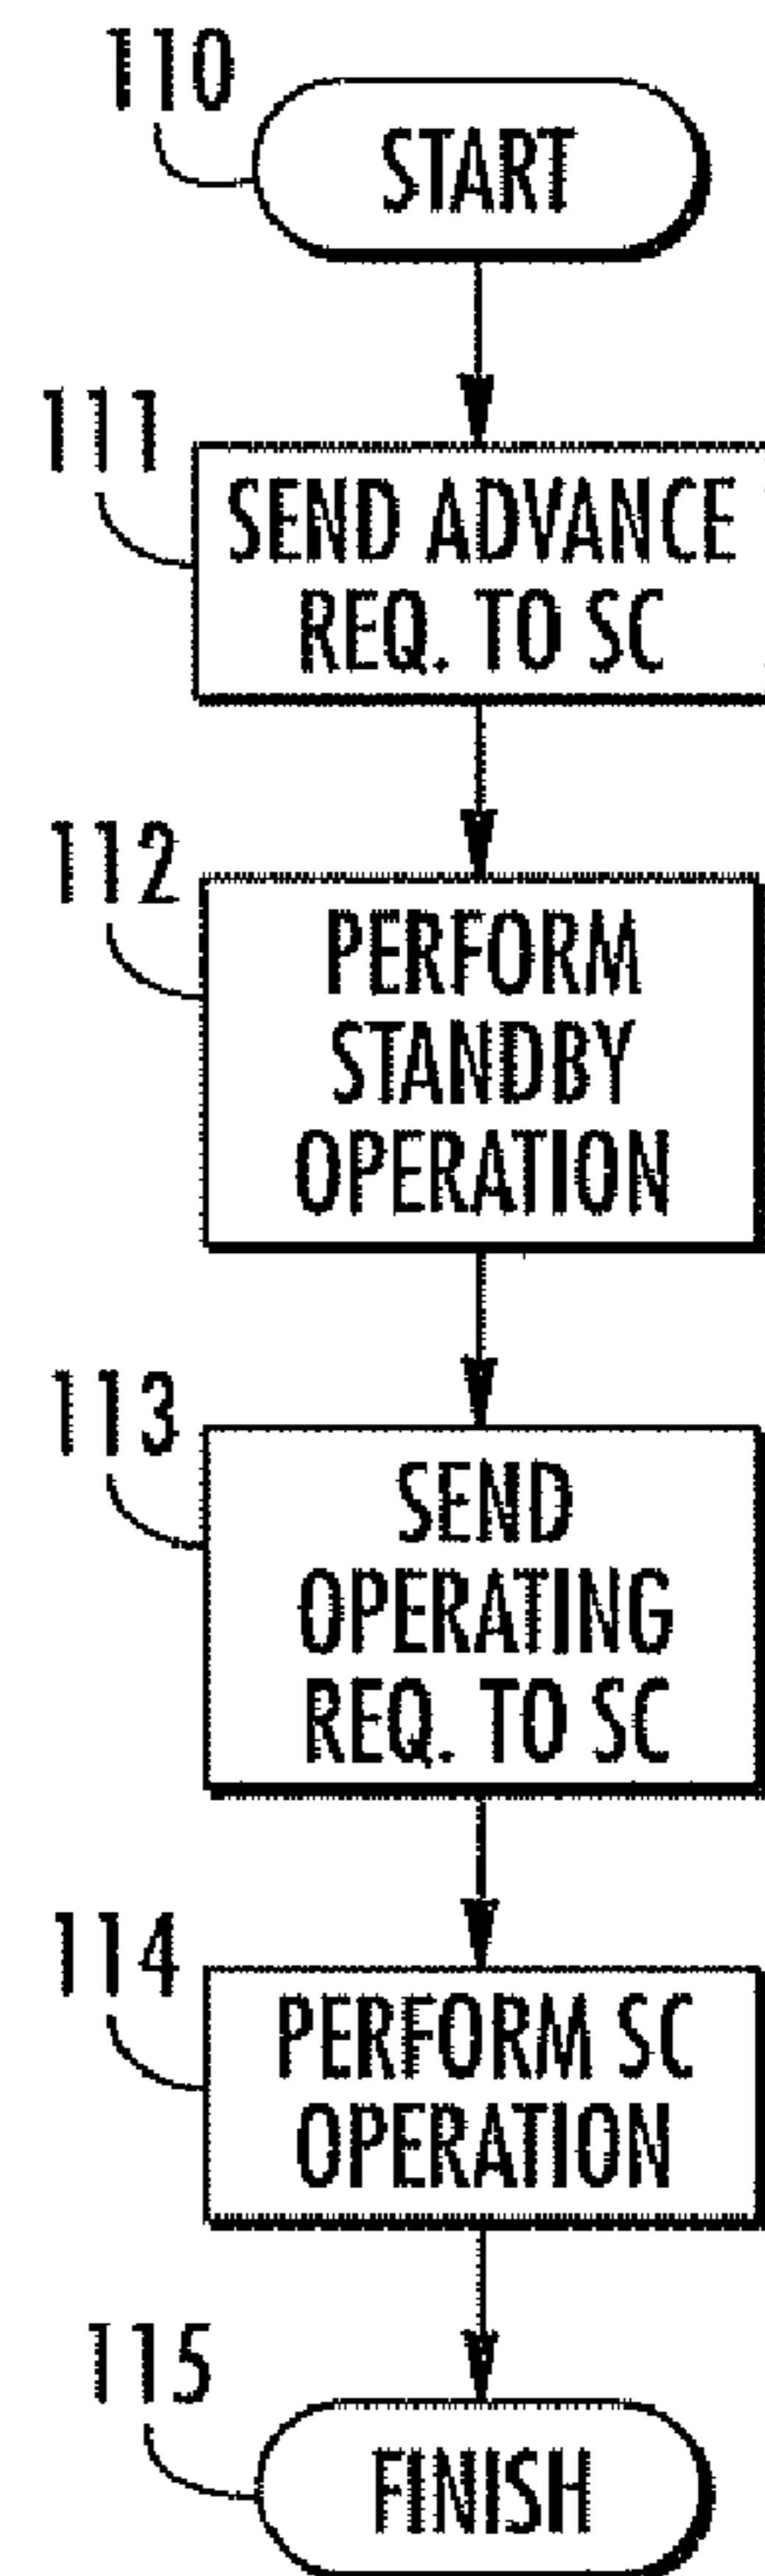 110
START
111
SEND ADVANCE
REQ. TO SC
112
PERFORM
STANDBY
OPERATION
113
SEND
OPERATING
REQ. TO SC
114
PERFORM SC
OPERATION
115
FINISH